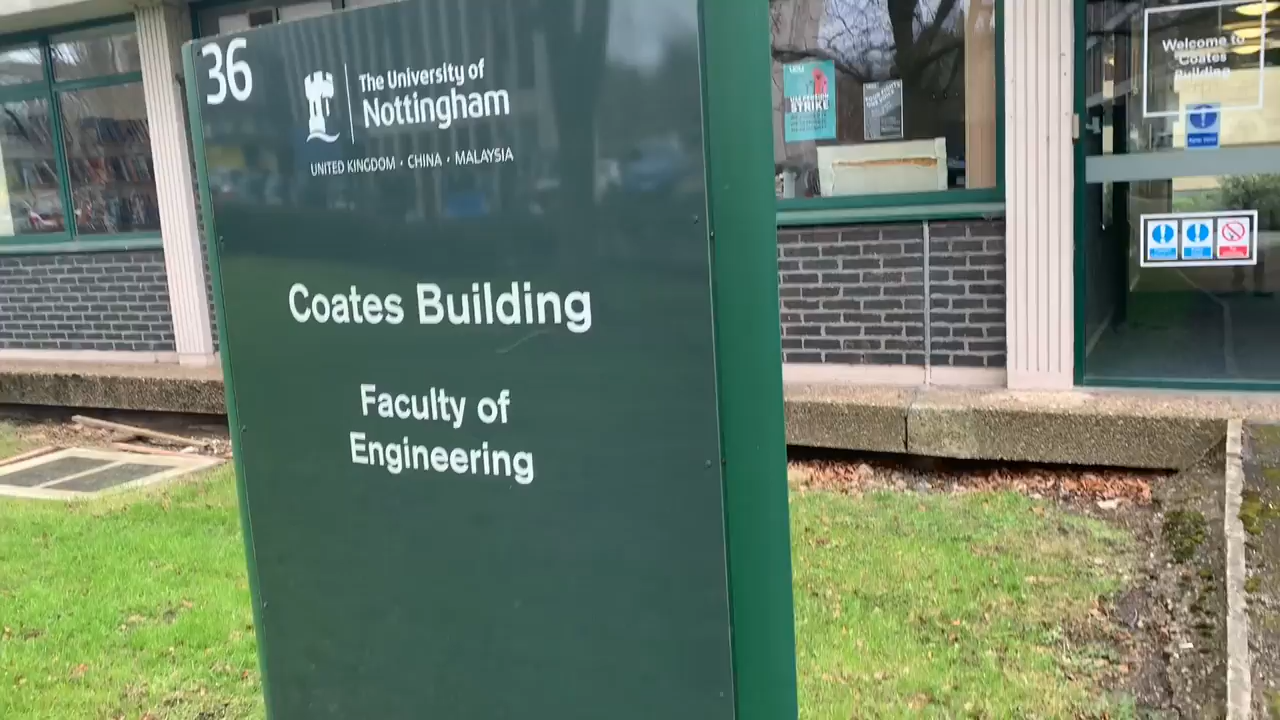 36
The University of
Nottingham
UNITED KINGDOM · CHINA · MALAYSIA
Coates Building
Faculty of
Engineering
STRIKE
Welcome to
Coates
Building